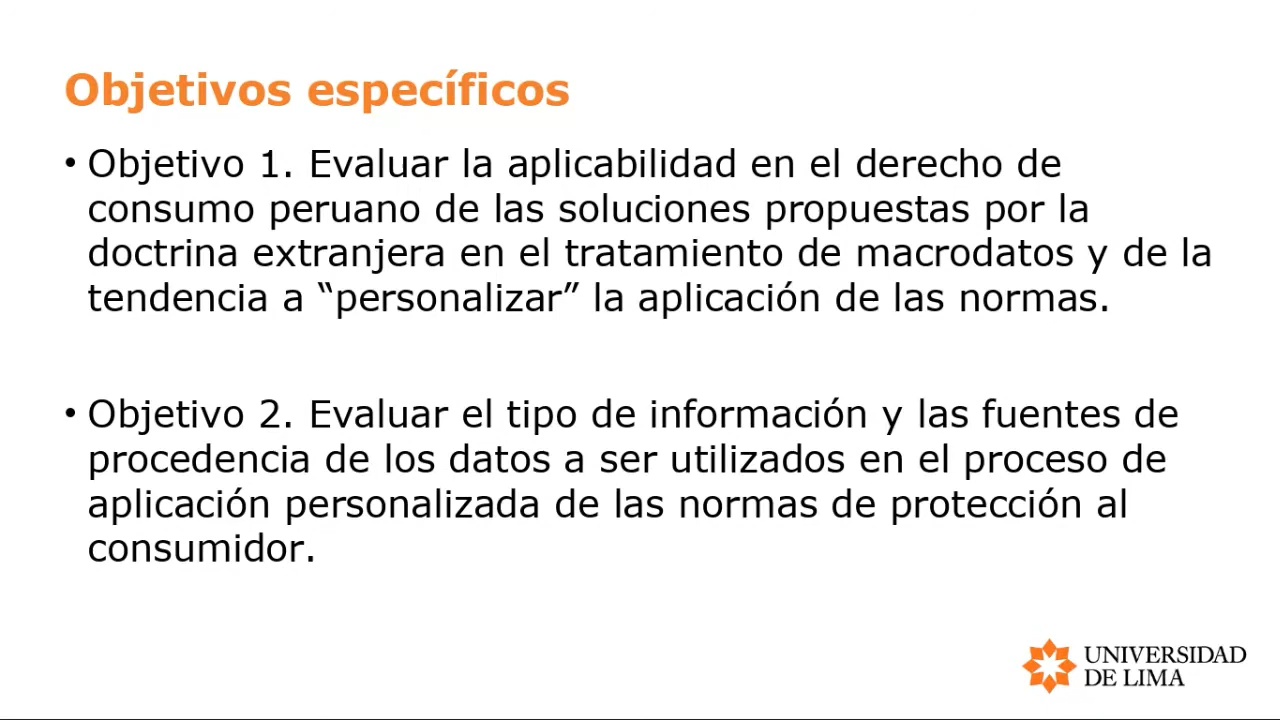 Objetivos específicos
• Objetivo 1. Evaluar la aplicabilidad en el derecho de
consumo peruano de las soluciones propuestas por la
doctrina extranjera en el tratamiento de macrodatos y de la
tendencia a “personalizar” la aplicación de las normas.
• Objetivo 2. Evaluar el tipo de información y las fuentes de
procedencia de los datos a ser utilizados en el proceso de
aplicación personalizada de las normas de protección al
consumidor.
UNIVERSIDAD
DE LIMA